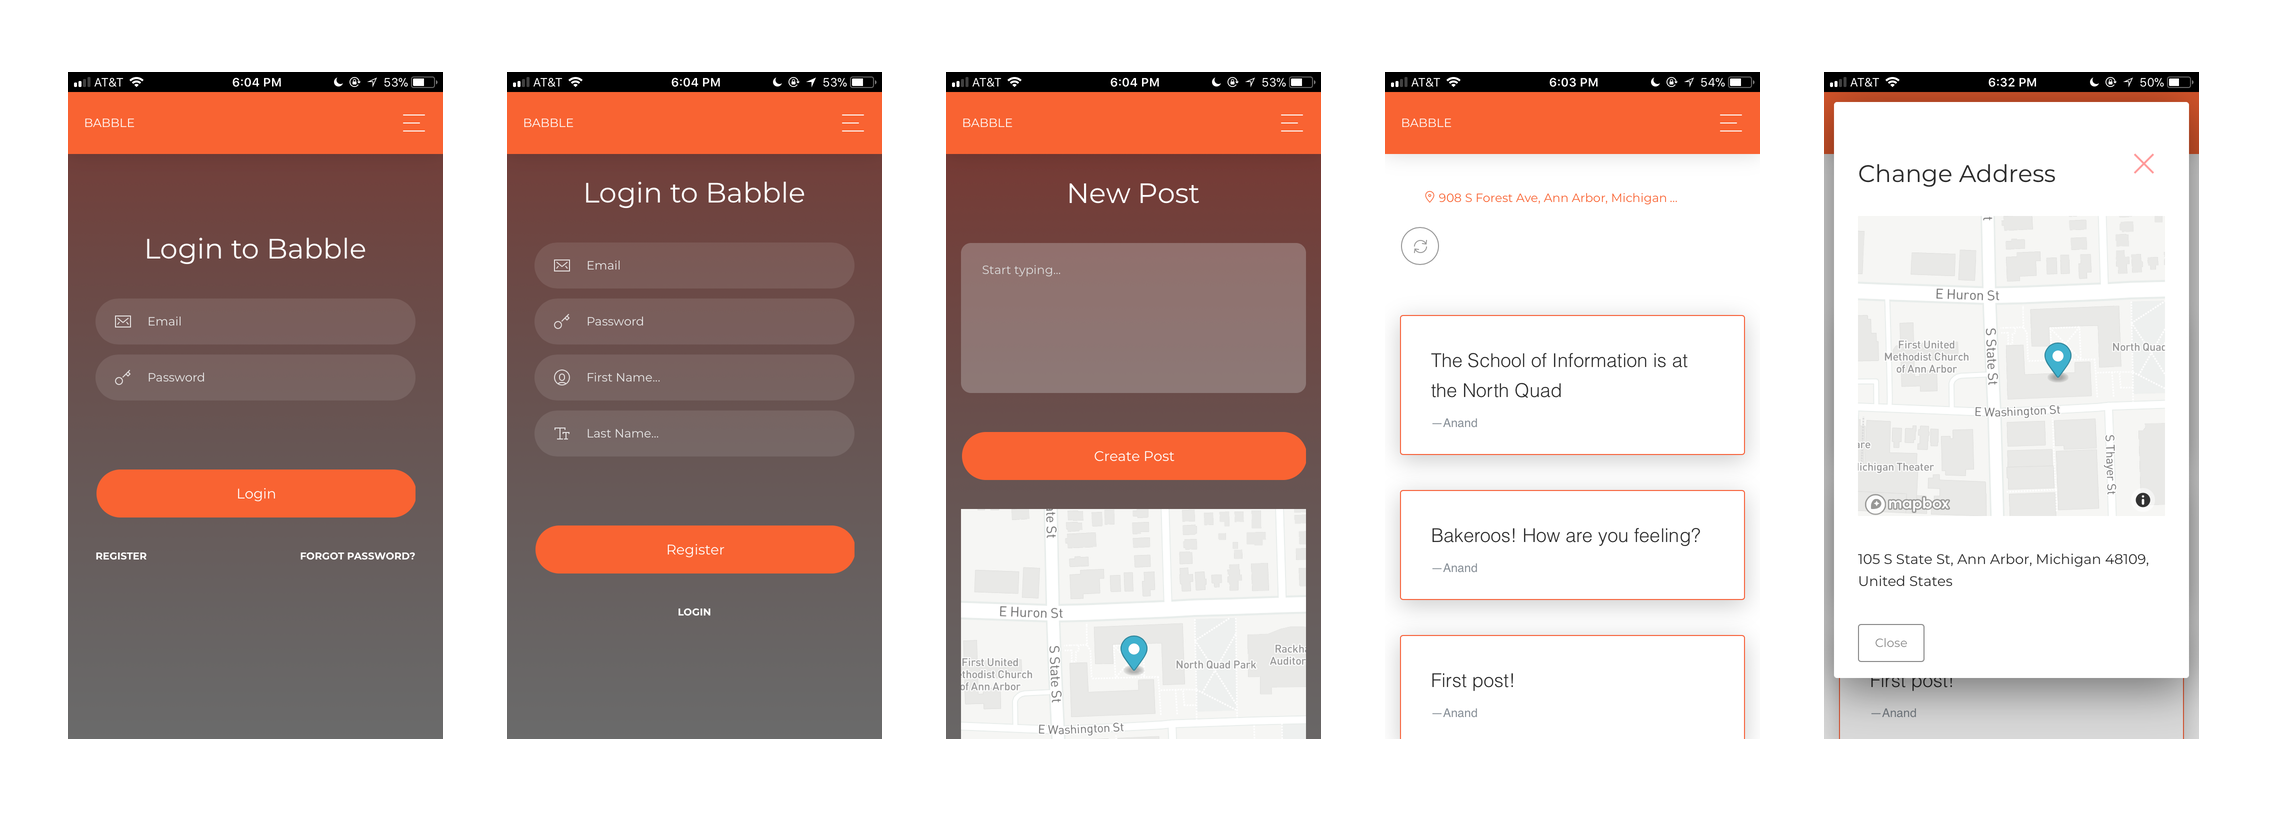 AT&T 6:04 PM 53%
BABBLE
Login to Babble
Email
Password
Login
REGISTER FORGOT PASSWORD?
AT&T 6:04 PM 53%
BABBLE
Login to Babble
Email
Password
First Name...
Last Name...
Register
LOGIN
AT&T 6:04 PM 53%
BABBLE
New Post
Start typing...
Create Post
te St
E Huron St
S State St
First United
thodist Church
of Ann Arbor
North Quad Park
Rackh
Auditor
E Washington St
AT&T 6:03 PM 54%
BABBLE
908 S Forest Ave, Ann Arbor, Michigan ...
The School of Information is at
the North Quad
—Anand
Bakeroos! How are you feeling?
—Anand
First post!
—Anand
AT&T 6:32 PM 50%
Change Address
t St
E Huron St
S State St
First United
Methodist Church
of Ann Arbor
North Quad
E Washington St
S Thayer St
are
ichigan Theater
mapbox
105 S State St, Ann Arbor, Michigan 48109,
United States
Close
First post!
—Anand